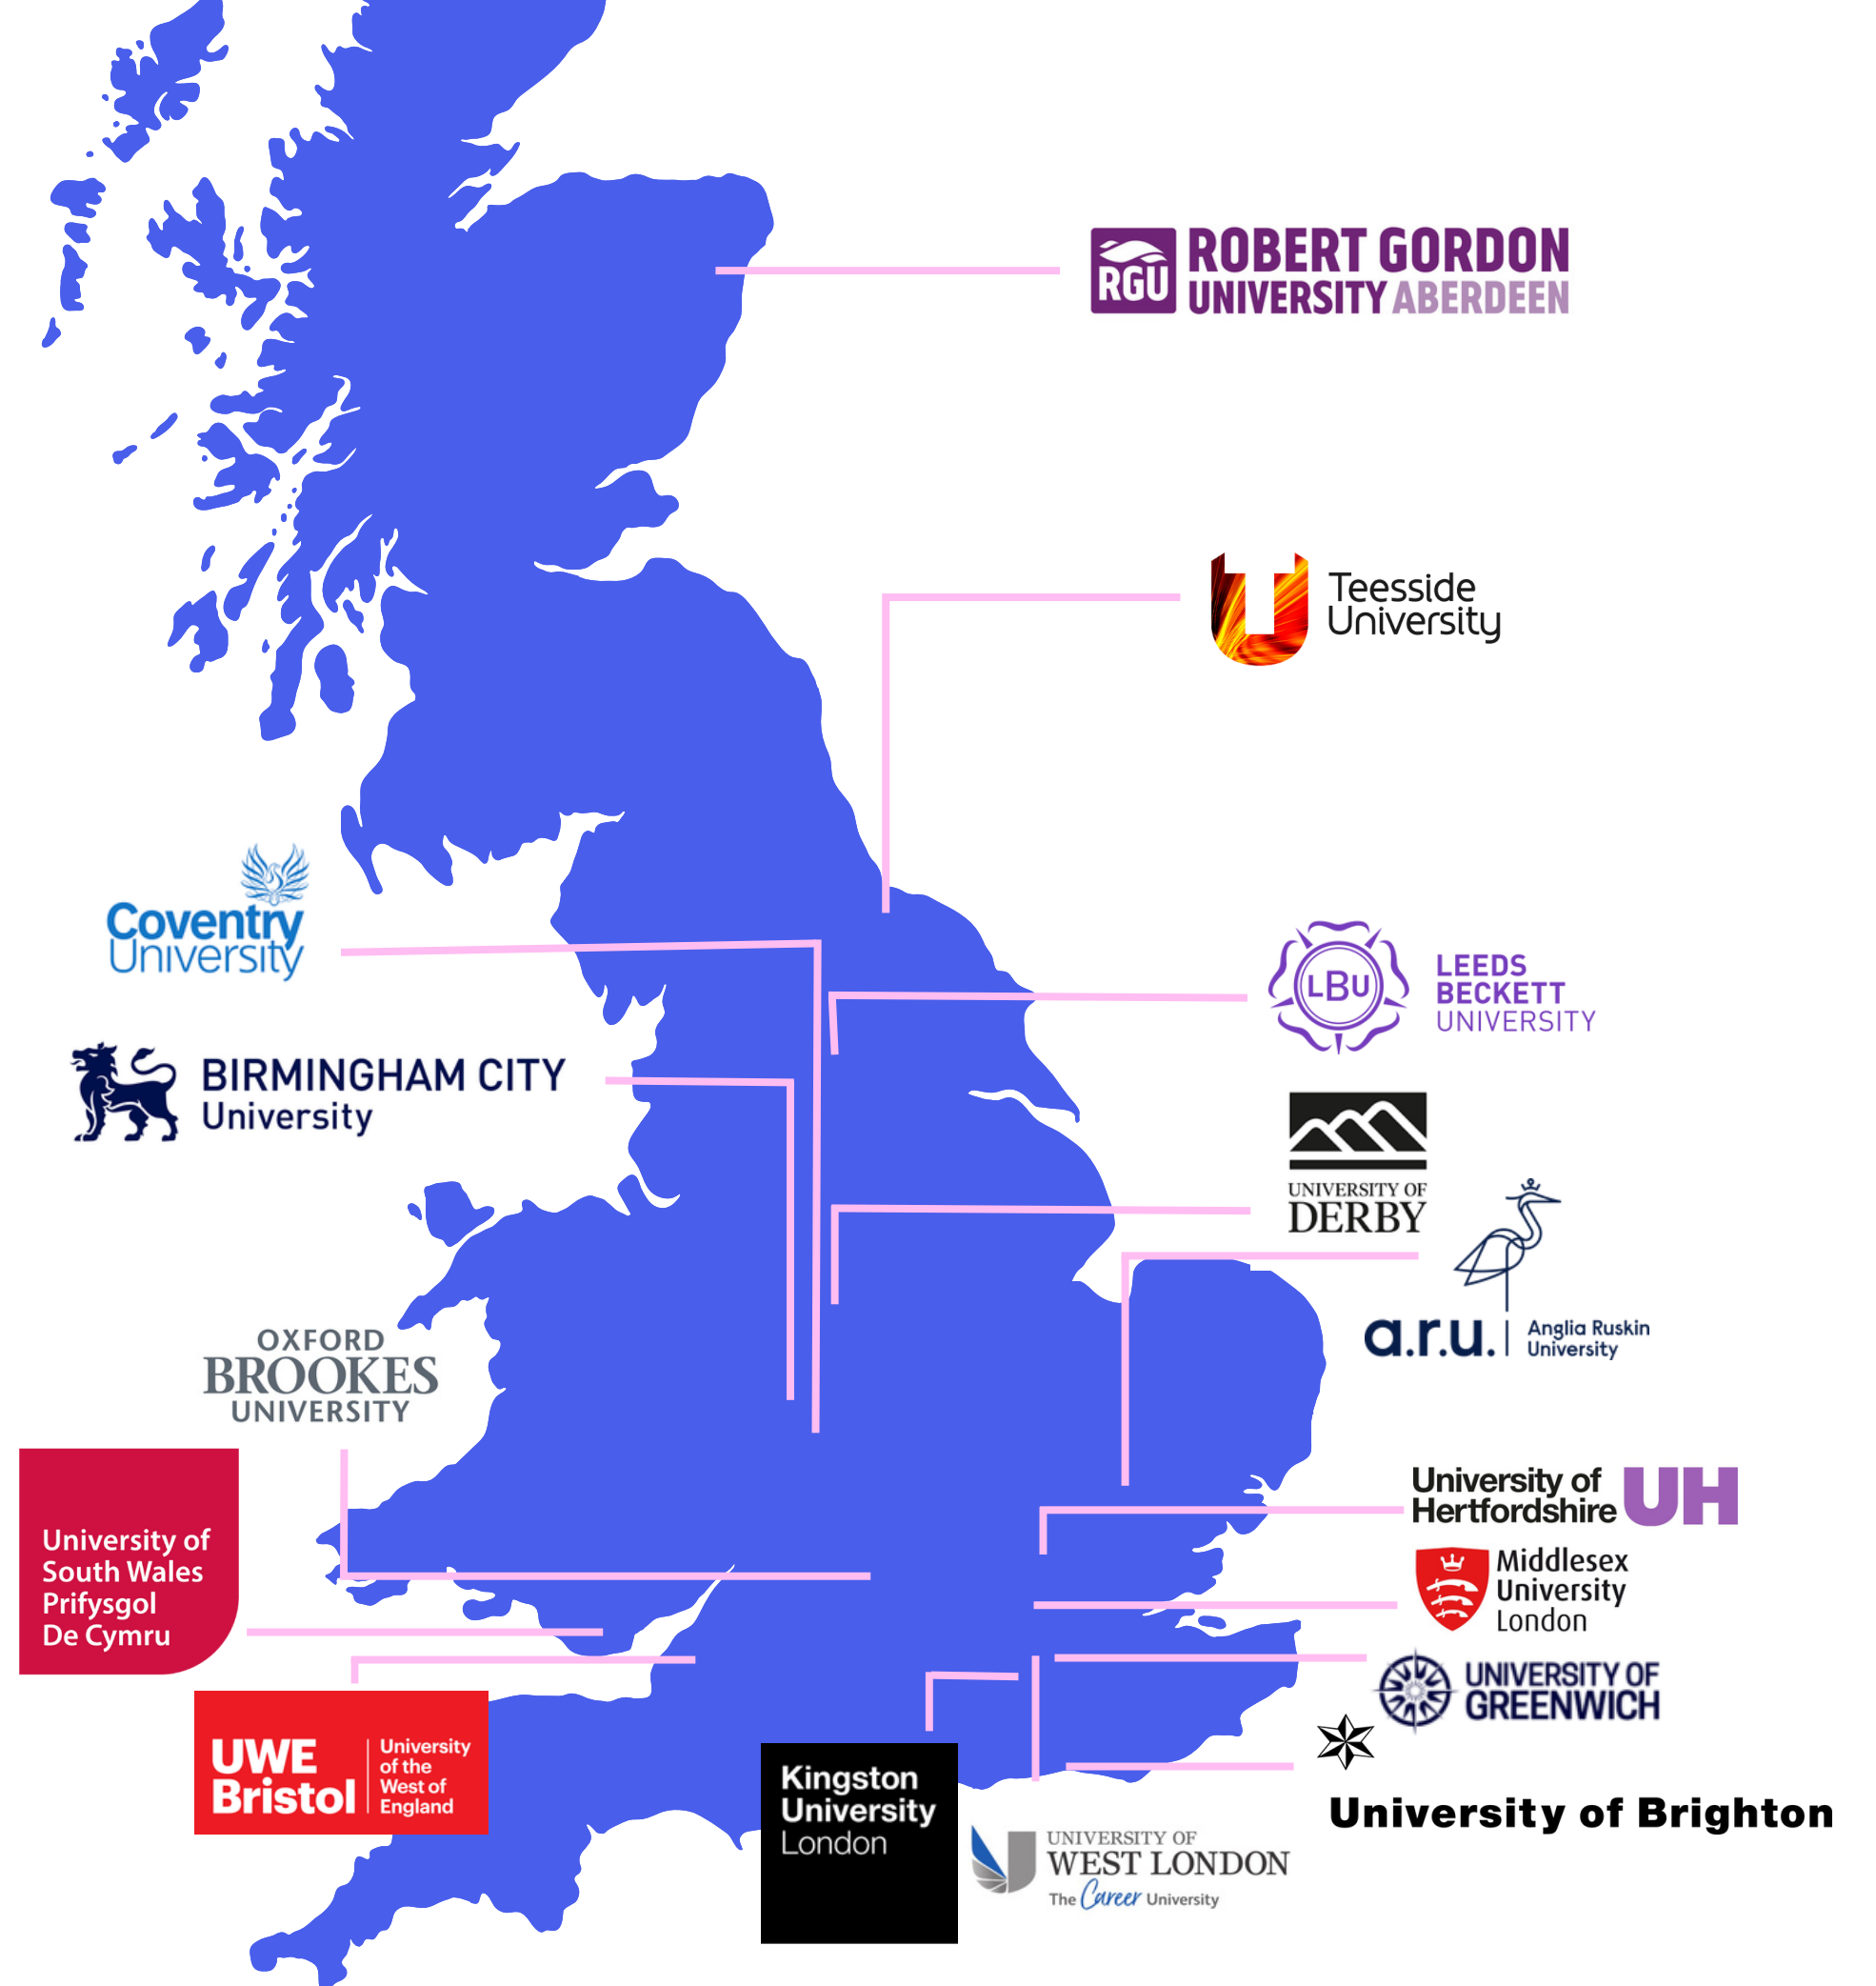 RGU
ROBERT GORDON
UNIVERSITY ABERDEEN
T
Teesside
University
Coventry
University
LBU
LEEDS
BECKETT
UNIVERSITY
BIRMINGHAM CITY
University
UNIVERSITY OF
DERBY
a.r.u.
Anglia Ruskin
University
OXFORD
BROOKES
UNIVERSITY
University of
Hertfordshire
UH
University of
South Wales
Prifysgol
De Cymru
Middlesex
University
London
UNIVERSITY OF
GREENWICH
UWE
Bristol
University
of the
West of
England
Kingston
University
London
University of Brighton
UNIVERSITY OF
WEST LONDON
The Career University